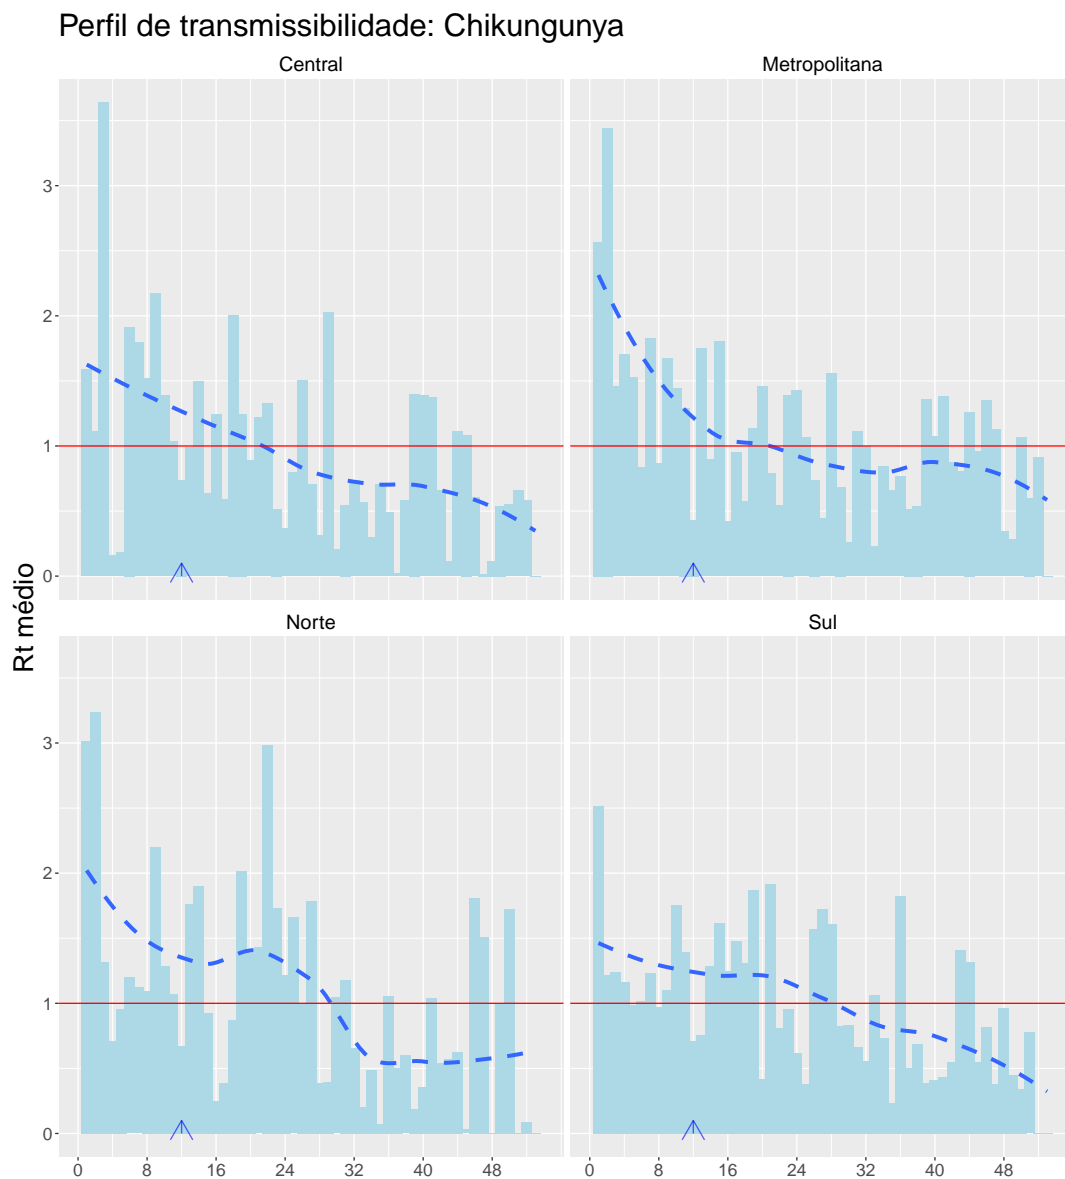 Perfil de transmissibilidade: Chikungunya
Central
Metropolitana
3
2
1
0
Norte
Sul
Rt médio
3
2
1
0
0 8 16 24 32 40 48
0 8 16 24 32 40 48